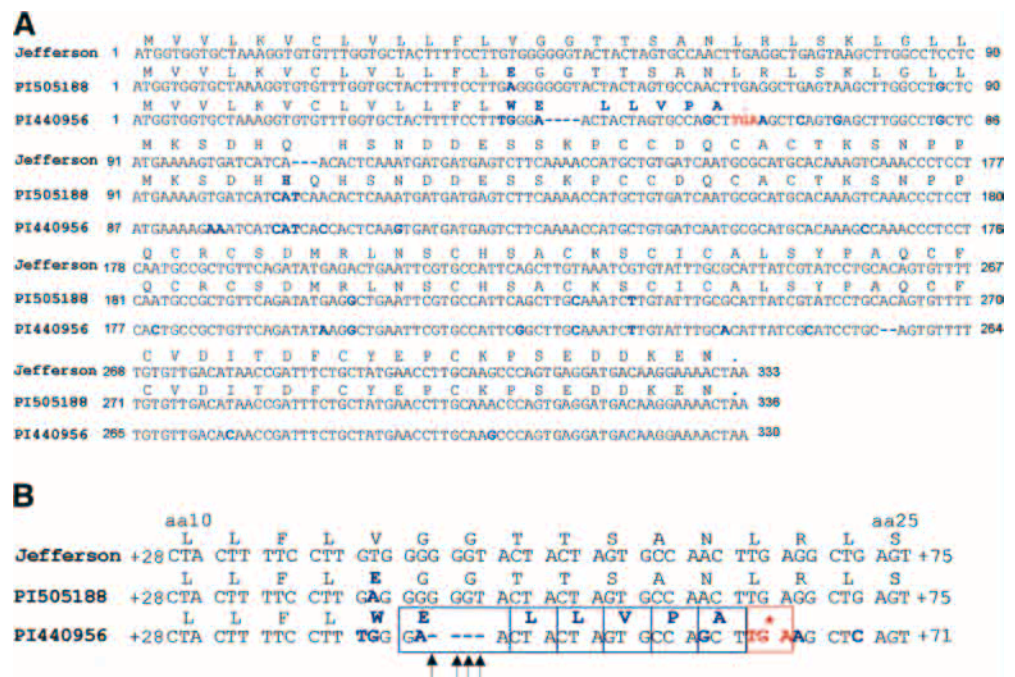 A
M V V L K V C L V L L F L V G G T T S A N L R L S K L G L L
Jefferson 1 ATGGTGGTGCTAAAGGTGTGTTTGGTGCTACTTTTCCTTGTGGGGGGTACTACTAGTGCCAACTTGAGGCTGAGTAAGCTTGGCCTCCTC 90
M V V L K V C L V L L F L E G G T T S A N L R L S K L G L L
PI505188 1 ATGGTGGTGCTAAAGGTGTGTTTGGTGCTACTTTTCCTTGAGGGGGGTACTACTAGTGCCAACTTGAGGCTGAGTAAGCTTGGCCTGCTC 90
M V V L K V C L V L L F L W E L L V P A
PI440956 1 ATGGTGGTGCTAAAGGTGTGTTTGGTGCTACTTTTCCTTTGGGA----ACTACTAGTGCCAGCTTGAAGCTCAGTGAGCTTGGCCTGCTC 86
M K S D H Q H S N D D E S S K P C C D Q C A C T K S N P P
Jefferson 91 ATGAAAAGTGATCATCA---ACACTCAAATGATGATGAGTCTTCAAAACCATGCTGTGATCAATGCGCATGCACAAAGTCAAACCCTCCT 177
M K S D H H Q H S N D D E S S K P C C D Q C A C T K S N P P
PI505188 91 ATGAAAAGTGATCATCATCAACACTCAAATGATGATGAGTCTTCAAAACCATGCTGTGATCAATGCGCATGCACAAAGTCAAACCCTCCT 180
PI440956 87 ATGAAAAGAAATCATCATCACCACTCAAGTGATGATGAGTCTTCAAAACCATGCTGTGATCAATGCGCATGCACAAAGCCAAACCCTCCT 176
Q C R C S D M R L N S C H S A C K S C I C A L S Y P A Q C F
Jefferson 178 CAATGCCGCTGTTCAGATATGAGACTGAATTCGTGCCATTCAGCTTGTAAATCGTGTATTTGCGCATTATCGTATCCTGCACAGTGTTTT 267
Q C R C S D M R L N S C H S A C K S C I C A L S Y P A Q C F
PI505188 181 CAATGCCGCTGTTCAGATATGAGGCTGAATTCGTGCCATTCAGCTTGCAAATCTTGTATTTGCGCATTATCGTATCCTGCACAGTGTTTT 270
PI440956 177 CACTGCCGCTGTTCAGATATAAGGCTGAATTCGTGCCATTCGGCTTGCAAATCTTGTATTTGCACATTATCGCATCCTGC--AGTGTTTT 264
C V D I T D F C Y E P C K P S E D D K E N .
Jefferson 268 TGTGTTGACATAACCGATTTCTGCTATGAACCTTGCAAGCCCAGTGAGGATGACAAGGAAAACTAA 333
C V D I T D F C Y E P C K P S E D D K E N .
PI505188 271 TGTGTTGACATAACCGATTTCTGCTATGAACCTTGCAAACCCAGTGAGGATGACAAGGAAAACTAA 336
PI440956 265 TGTGTTGACACAACCGATTTCTGCTATGAACCTTGCAAGCCCAGTGAGGATGACAAGGAAAACTAA 330
B
aa10 aa25
L L F L V G G T T S A N L R L S
Jefferson +28 CTA CTT TTC CTT GTG GGG GGT ACT ACT AGT GCC AAC TTG AGG CTG AGT +75
L L F L E G G T T S A N L R L S
PI505188 +28 CTA CTT TTC CTT GAG GGG GGT ACT ACT AGT GCC AAC TTG AGG CTG AGT +75
L L F L W E L L V P A *
PI440956 +28 CTA CTT TTC CTT TGG GA- --- ACT ACT AGT GCC AGC TTG AAG CTC AGT +71